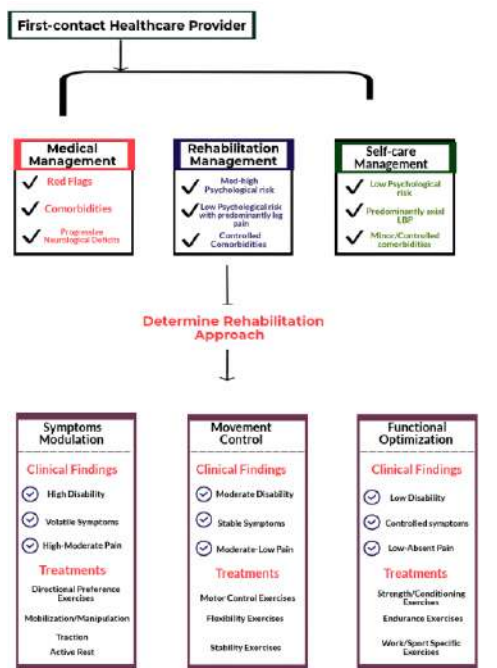 First-contact Healthcare Provider
Medical
Management
Red Flags
Comorbidities
Progressive
Neurological Deficits
Rehabilitation
Management
Med-high
Psychological risk
Low Psychological risk
with predominantly leg
pain
Controlled
Comorbidities
Self-care
Management
Low Psychological
risk
Predominantly axial
LBP
Minor/Controlled
comorbidities
Determine Rehabilitation
Approach
Symptoms
Modulation
Clinical Findings
High Disability
Volatile Symptoms
High-Moderate Pain
Treatments
Directional Preference
Exercises
Mobilization/Manipulation
Traction
Active Rest
Movement
Control
Clinical Findings
Moderate Disability
Stable Symptoms
Moderate-Low Pain
Treatments
Motor Control Exercises
Flexibility Exercises
Stability Exercises
Functional
Optimization
Clinical Findings
Low Disability
Controlled symptoms
Low-Absent Pain
Treatments
Strength/Conditioning
Exercises
Endurance Exercises
Work/Sport Specific
Exercises